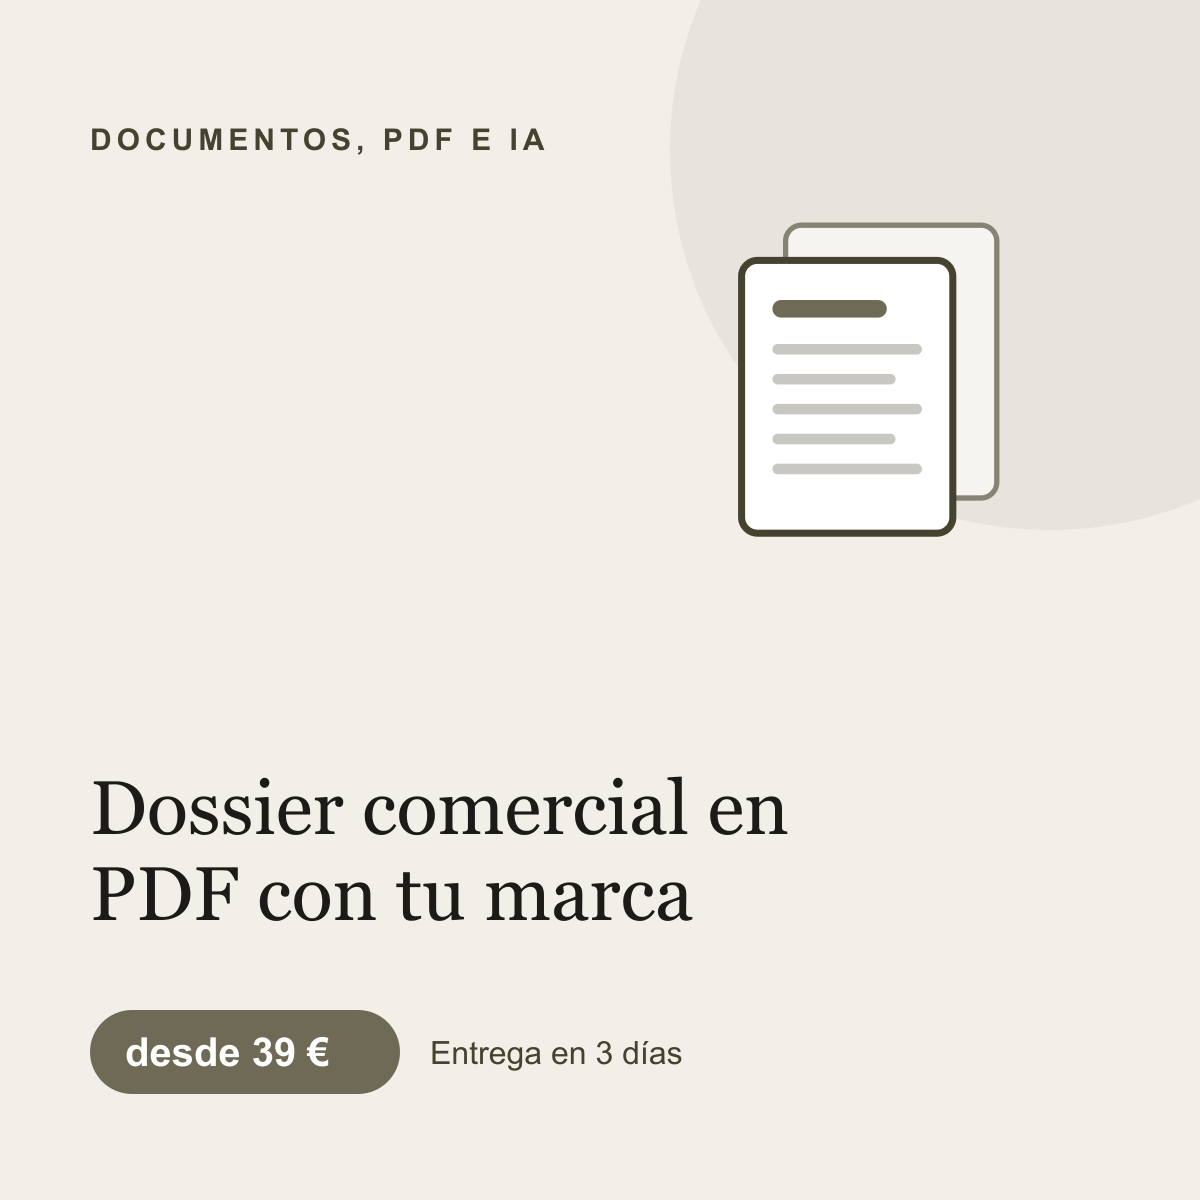 DOCUMENTOS, PDF E IA
Dossier comercial en
PDF con tu marca
desde 39 €
Entrega en 3 días